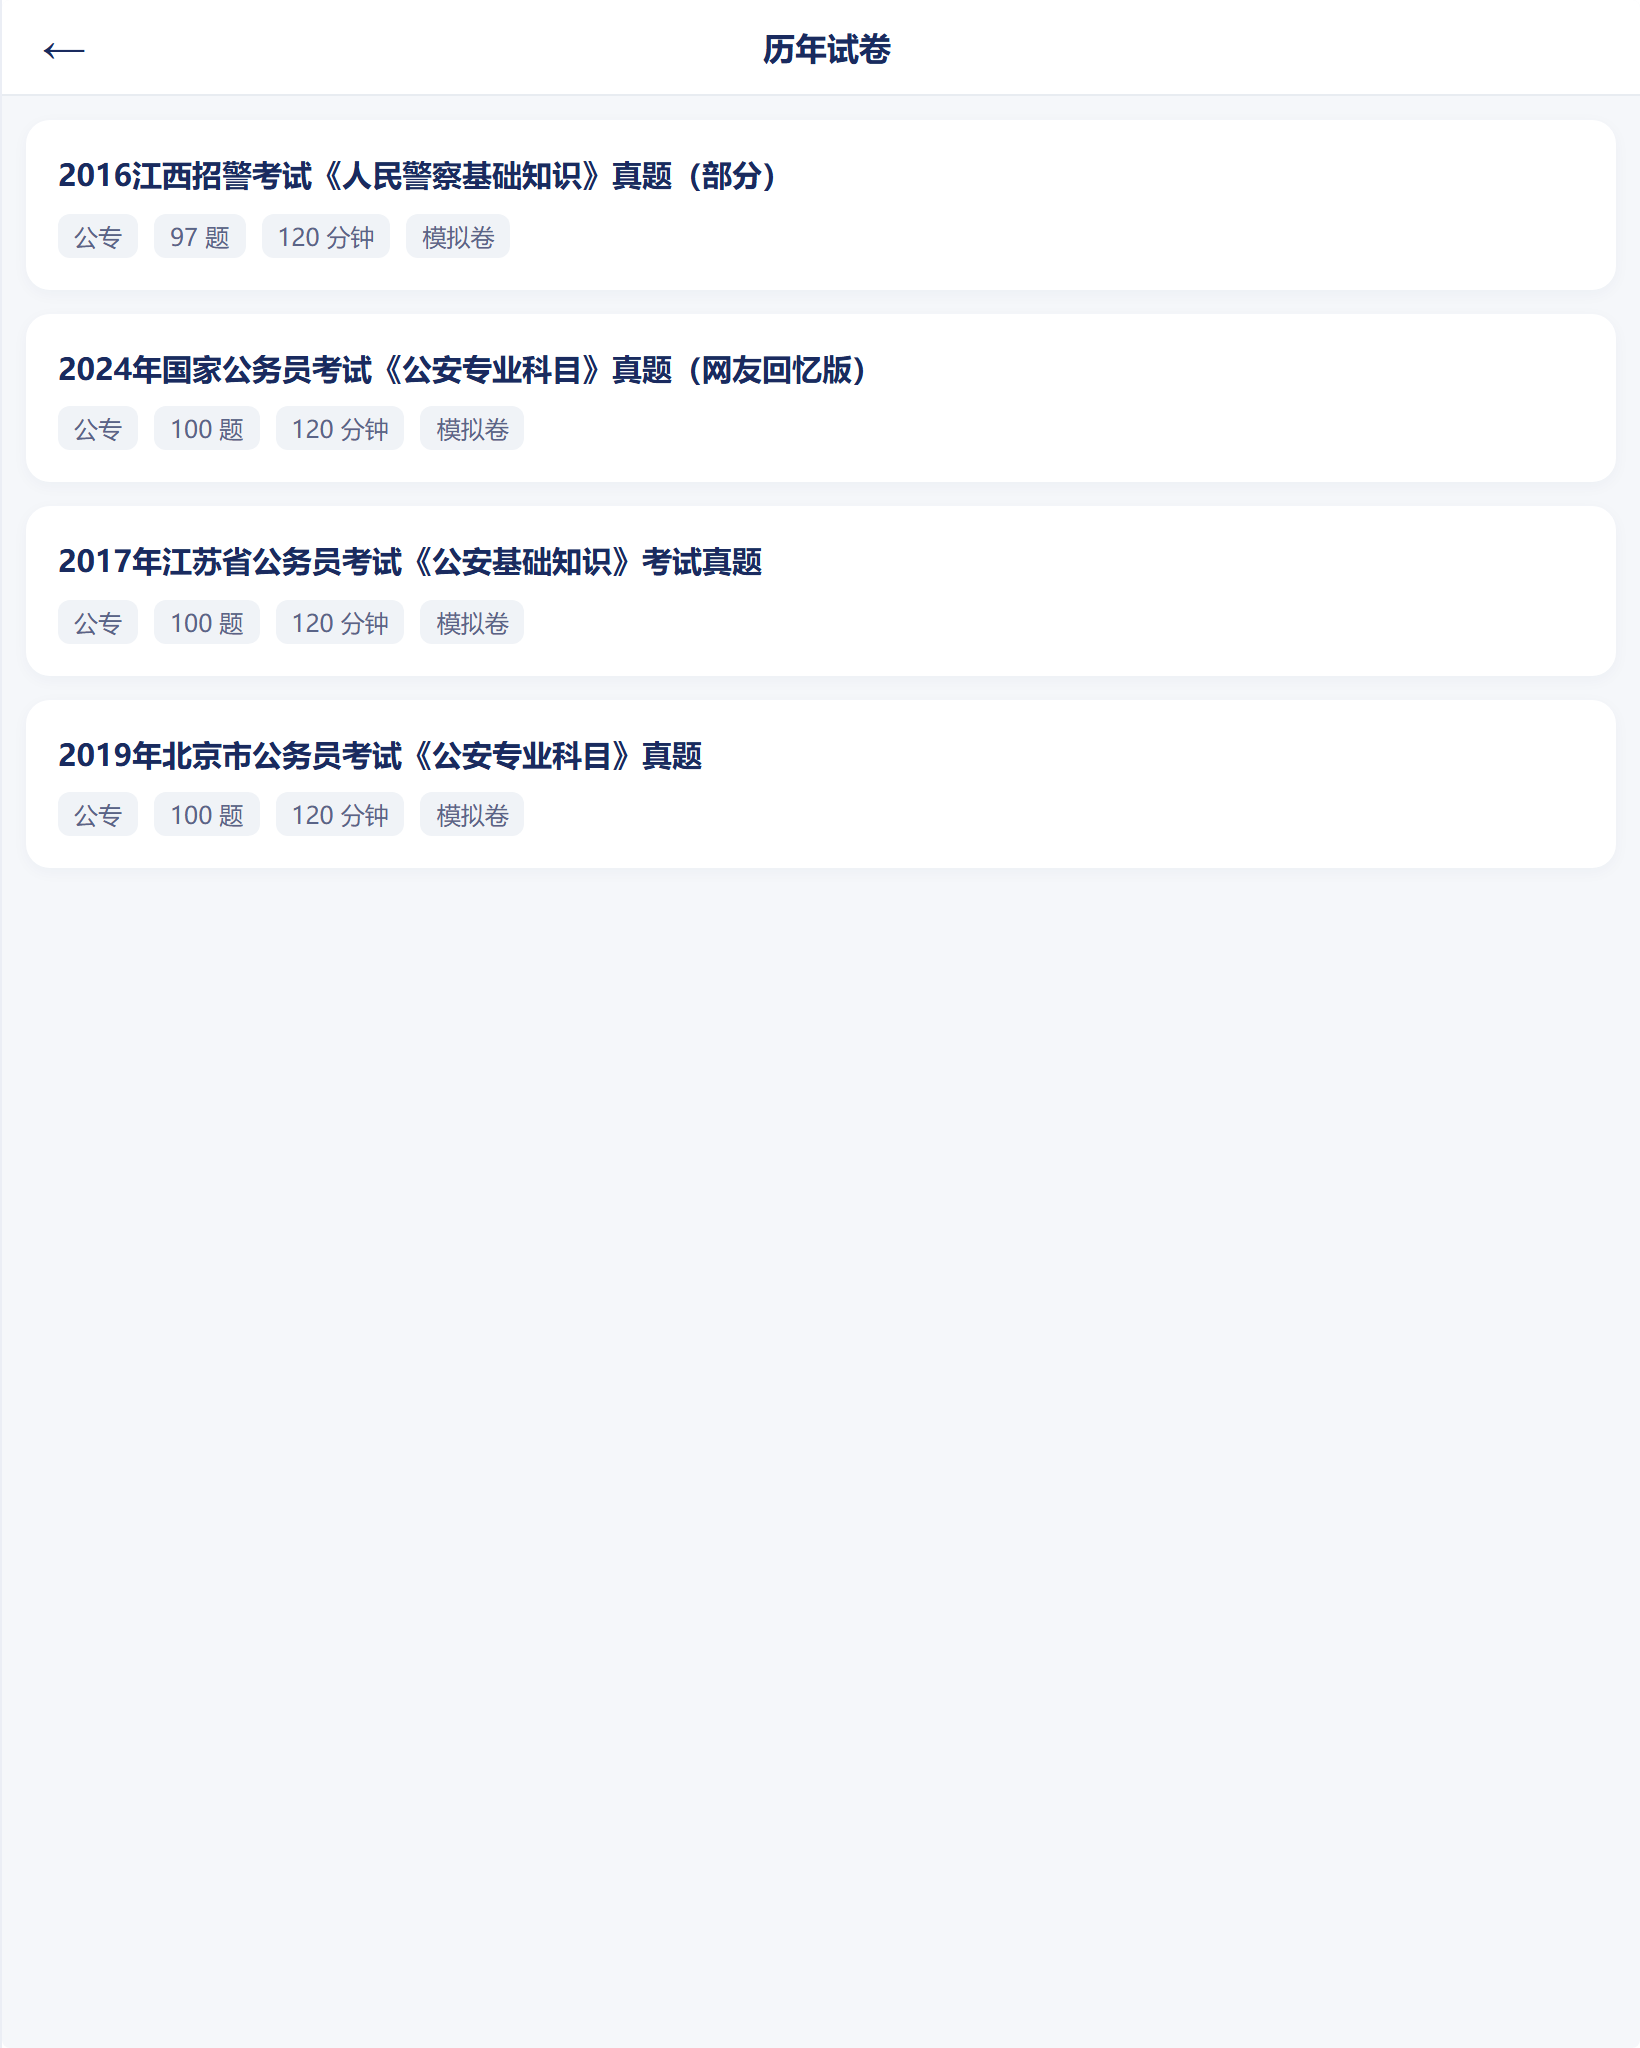 ←
历年试卷
2016江西招警考试《人民警察基础知识》真题（部分）
公专 97 题 120 分钟 模拟卷
2024年国家公务员考试《公安专业科目》真题（网友回忆版）
公专 100 题 120 分钟 模拟卷
2017年江苏省公务员考试《公安基础知识》考试真题
公专 100 题 120 分钟 模拟卷
2019年北京市公务员考试《公安专业科目》真题
公专 100 题 120 分钟 模拟卷